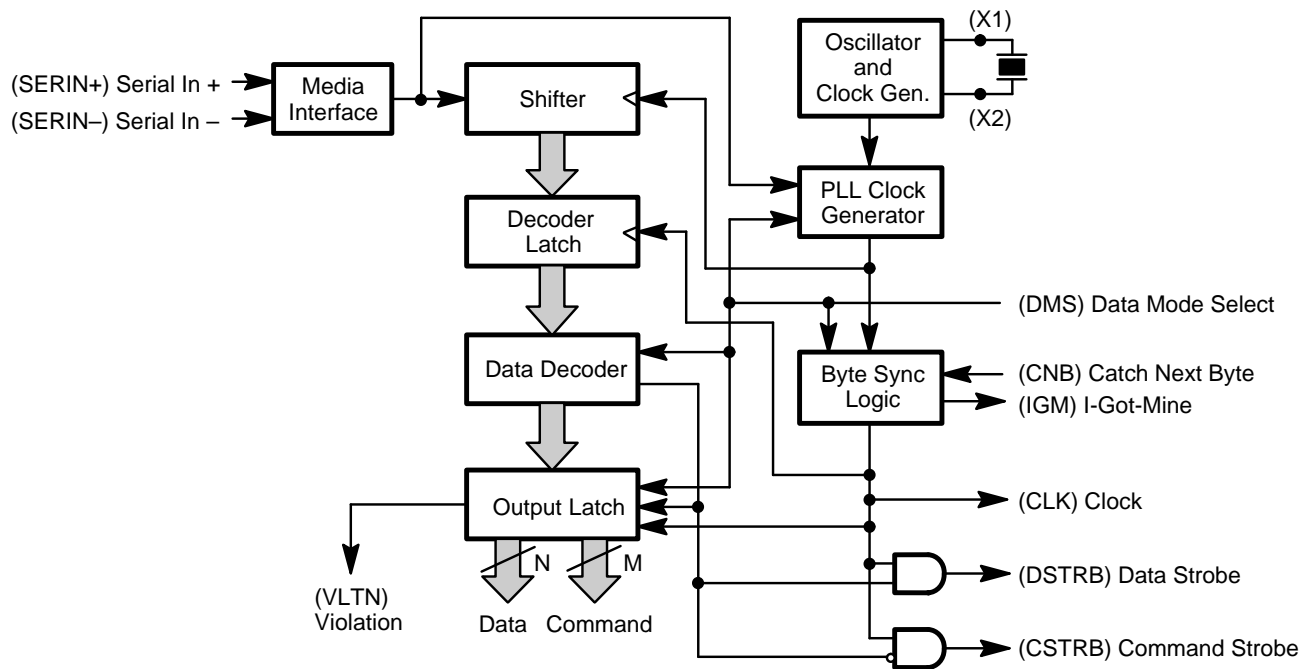 (X1)
Oscillator
and
Clock Gen.
(X2)
(SERIN+) Serial In +
(SERIN–) Serial In –
Media
Interface
Shifter
PLL Clock
Generator
Decoder
Latch
(DMS) Data Mode Select
Data Decoder
Byte Sync
Logic
(CNB) Catch Next Byte
(IGM) I-Got-Mine
Output Latch
(CLK) Clock
N
M
(VLTN)
Violation
Data
Command
(DSTRB) Data Strobe
(CSTRB) Command Strobe